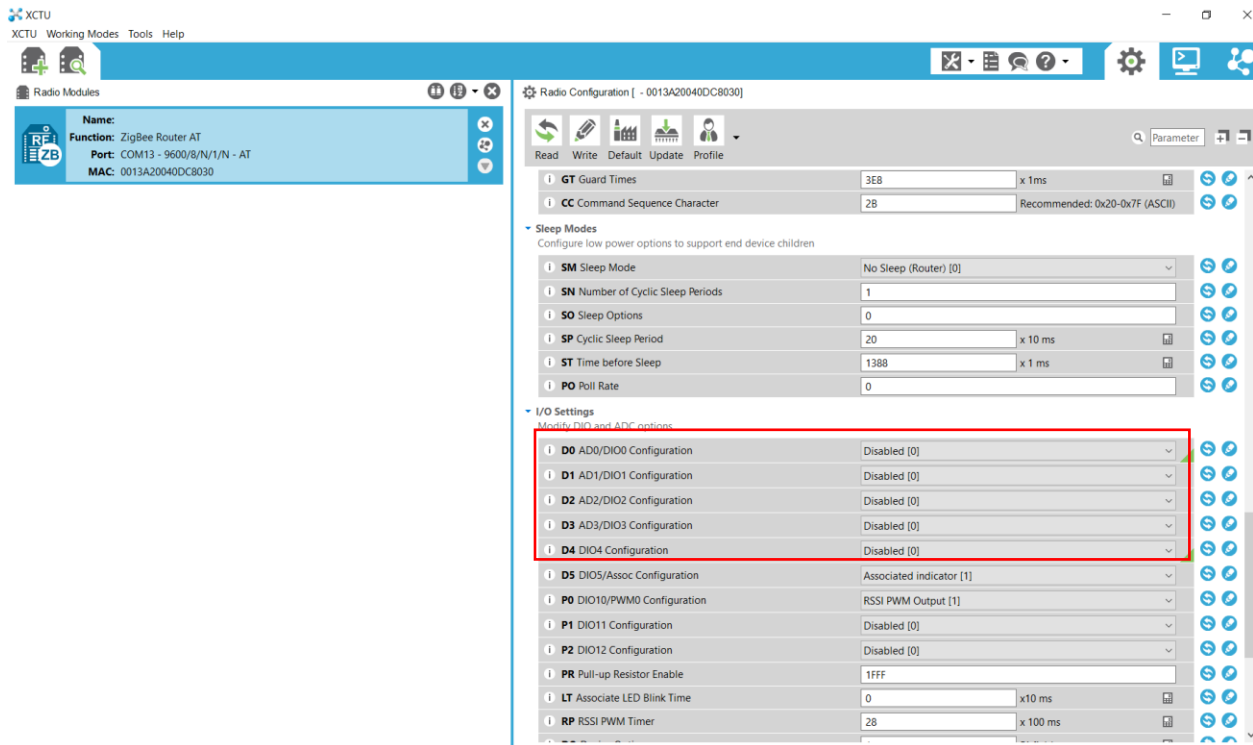 XCTU
XCTU Working Modes Tools Help
Radio Modules
Name:
Function: ZigBee Router AT
Port: COM13 - 9600/8/N/1/N - AT
MAC: 0013A20040DC8030
RF
ZB
Radio Configuration [ - 0013A20040DC8030]
Read Write Default Update Profile
Parameter
GT Guard Times 3E8 x 1ms
CC Command Sequence Character 2B Recommended: 0x20-0x7F (ASCII)
Sleep Modes
Configure low power options to support end device children
SM Sleep Mode No Sleep (Router) [0]
SN Number of Cyclic Sleep Periods 1
SO Sleep Options 0
SP Cyclic Sleep Period 20 x 10 ms
ST Time before Sleep 1388 x 1 ms
PO Poll Rate 0
I/O Settings
Modify DIO and ADC options
D0 AD0/DIO0 Configuration Disabled [0]
D1 AD1/DIO1 Configuration Disabled [0]
D2 AD2/DIO2 Configuration Disabled [0]
D3 AD3/DIO3 Configuration Disabled [0]
D4 DIO4 Configuration Disabled [0]
D5 DIO5/Assoc Configuration Associated indicator [1]
P0 DIO10/PWM0 Configuration RSSI PWM Output [1]
P1 DIO11 Configuration Disabled [0]
P2 DIO12 Configuration Disabled [0]
PR Pull-up Resistor Enable 1FFF
LT Associate LED Blink Time 0 x10 ms
RP RSSI PWM Timer 28 x 100 ms